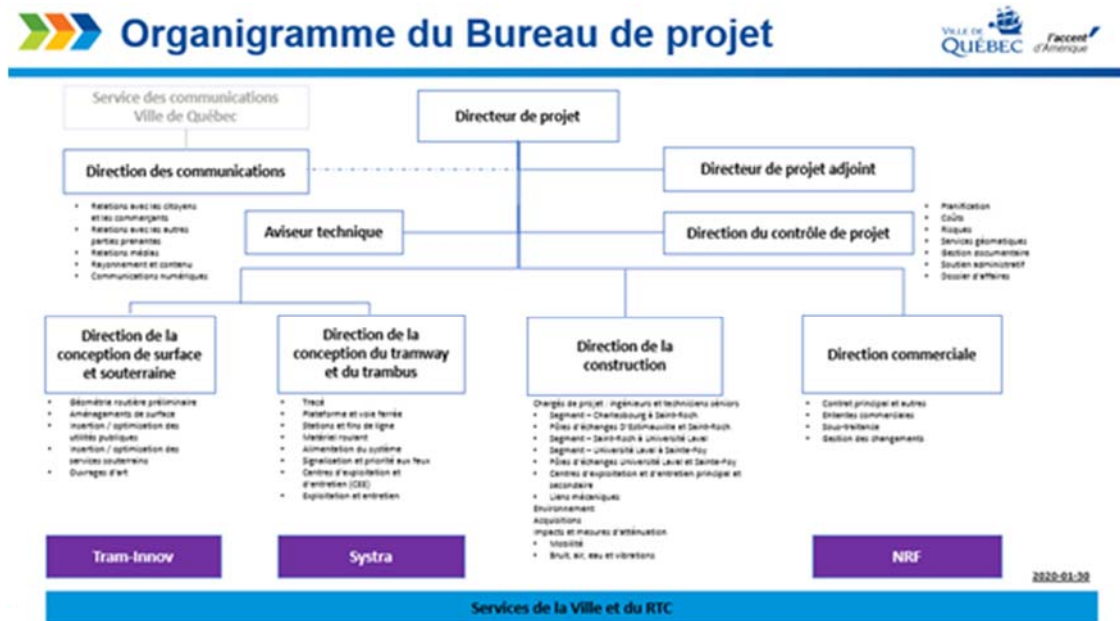 Organigramme du Bureau de projet
VILLE DE
QUÉBEC
l'accent
d'Amérique
Service des communications
Ville de Québec
Directeur de projet
Direction des communications
Directeur de projet adjoint
• Relations avec les citoyens
et les commerçants
• Relations avec les autres
parties prenantes
• Relations médias
• Rayonnement et contenu
• Communications numériques
Aviseur technique
Direction du contrôle de projet
• Planification
• Coûts
• Risques
• Services géomatiques
• Gestion documentaire
• Soutien administratif
• Dossier d'affaires
Direction de la
conception de surface
et souterraine
• Géométrie routière préliminaire
• Aménagements de surface
• Insertion / optimisation des
utilités publiques
• Insertion / optimisation des
services souterrains
• Ouvrages d'art
Direction de la
conception du tramway
et du trambus
• Tracé
• Plateforme et voie ferrée
• Stations et fins de ligne
• Matériel roulant
• Alimentation du système
• Signalisation et priorité aux feux
• Centres d'exploitation et
d'entretien (CEE)
• Exploitation et entretien
Direction de la
construction
Chargés de projet : ingénieurs et techniciens séniors
• Segment – Charlesbourg à Saint-Roch
• Pôles d'échanges D'Estimauville et Saint-Roch
• Segment – Saint-Roch à Université Laval
• Segment – Université Laval à Sainte-Foy
• Pôles d'échanges Université Laval et Sainte-Foy
• Centres d'exploitation et d'entretien principal et
secondaire
• Liens mécaniques
Environnement
Acquisitions
Impacts et mesures d'atténuation
• Mobilité
• Bruit, air, eau et vibrations
Direction commerciale
• Contrat principal et autres
• Ententes commerciales
• Sous-traitance
• Gestion des changements
Tram-Innov
Systra
NRF
2020-01-30
Services de la Ville et du RTC